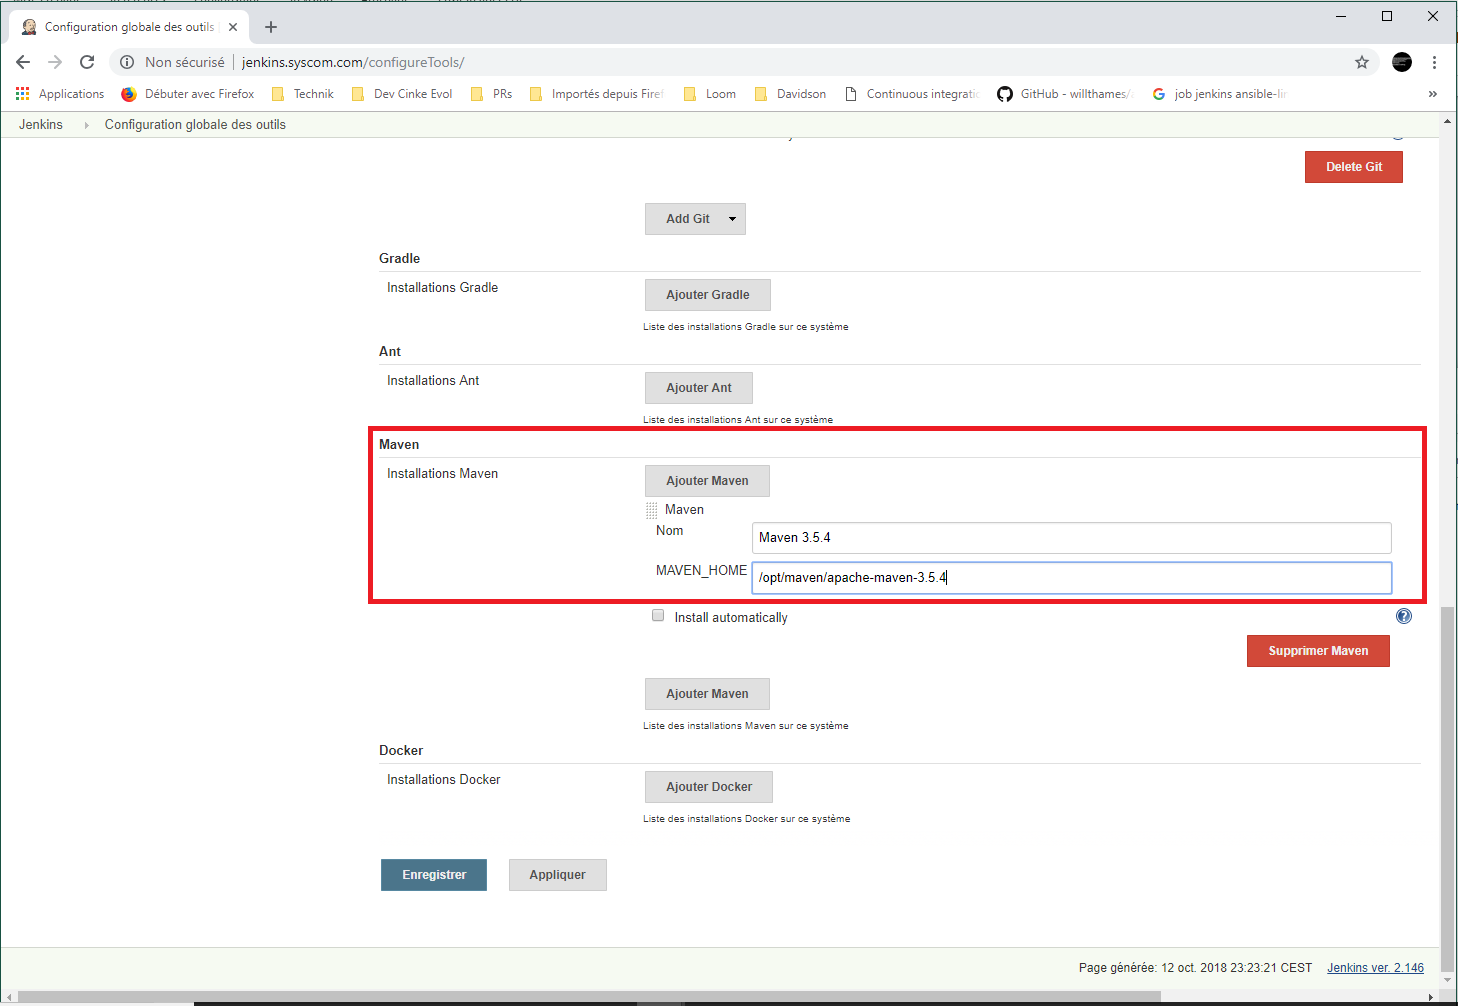 Configuration globale des outils
Non sécurisé jenkins.syscom.com/configureTools/
Applications Débuter avec Firefox Technik Dev Cinke Evol PRs Importés depuis Firef Loom Davidson Continuous integratio GitHub - willthames/ job jenkins ansible-lin »
Jenkins Configuration globale des outils
Delete Git
Add Git
Gradle
Installations Gradle
Ajouter Gradle
Liste des installations Gradle sur ce système
Ant
Installations Ant
Ajouter Ant
Liste des installations Ant sur ce système
Maven
Installations Maven
Ajouter Maven
Maven
Nom
Maven 3.5.4
MAVEN_HOME
/opt/maven/apache-maven-3.5.4
Install automatically
Supprimer Maven
Ajouter Maven
Liste des installations Maven sur ce système
Docker
Installations Docker
Ajouter Docker
Liste des installations Docker sur ce système
Enregistrer Appliquer
Page générée: 12 oct. 2018 23:23:21 CEST Jenkins ver. 2.146